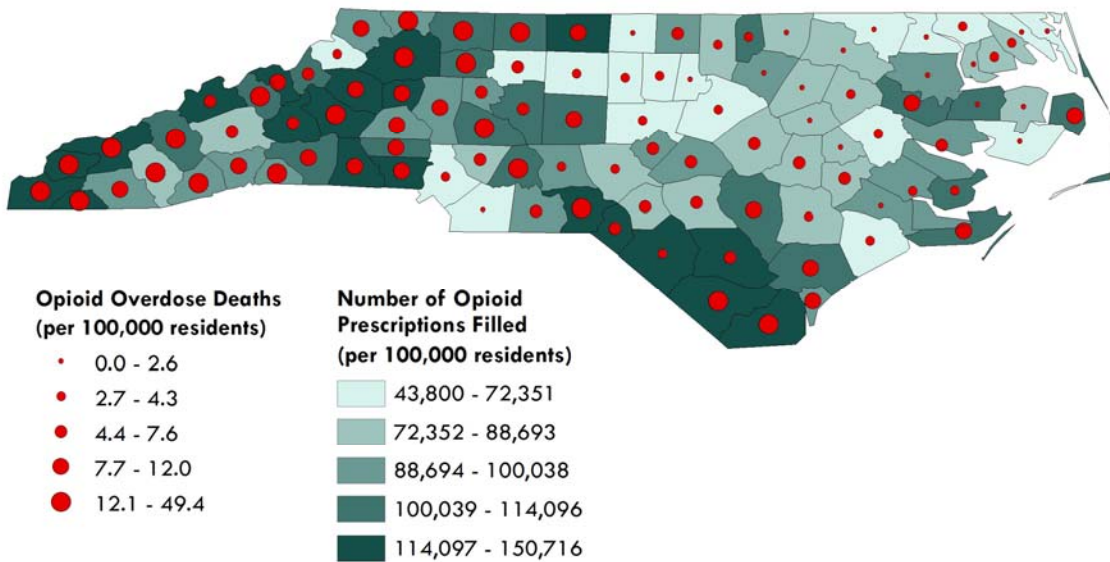 Opioid Overdose Deaths
(per 100,000 residents)
0.0 - 2.6
2.7 - 4.3
4.4 - 7.6
7.7 - 12.0
12.1 - 49.4
Number of Opioid
Prescriptions Filled
(per 100,000 residents)
43,800 - 72,351
72,352 - 88,693
88,694 - 100,038
100,039 - 114,096
114,097 - 150,716